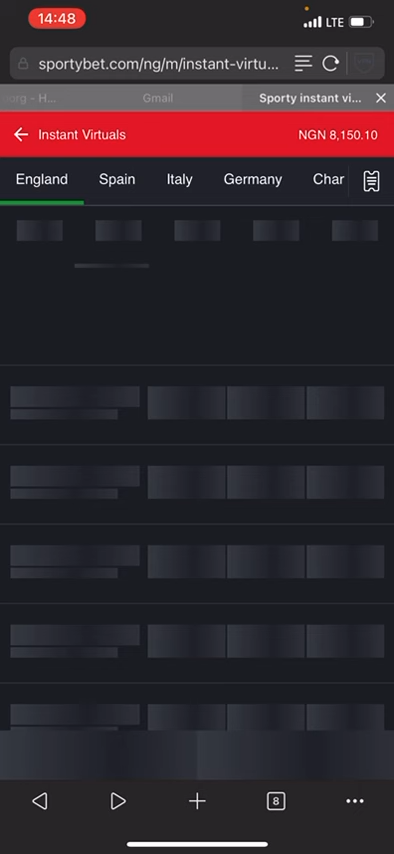 14:48
LTE
sportybet.com/ng/m/instant-virtu...
org - H...
Gmail
Sporty instant vi...
Instant Virtuals
NGN 8,150.10
England
Spain
Italy
Germany
Char
8